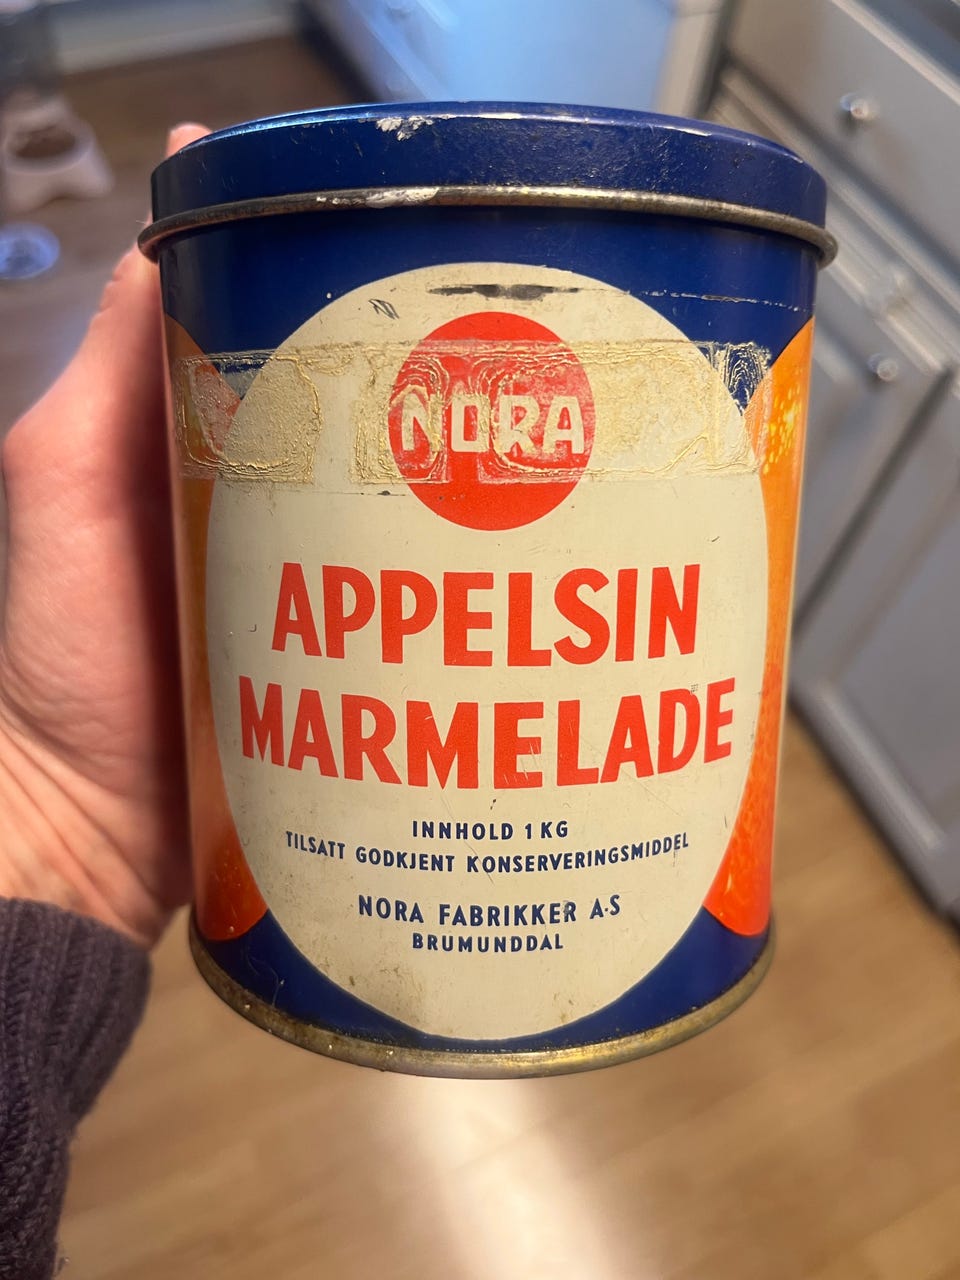 NORA
APPELSIN
MARMELADE
INNHOLD 1 KG
TILSATT GODKJENT KONSERVERINGSMIDDEL
NORA FABRIKKER A·S
BRUMUNDDAL